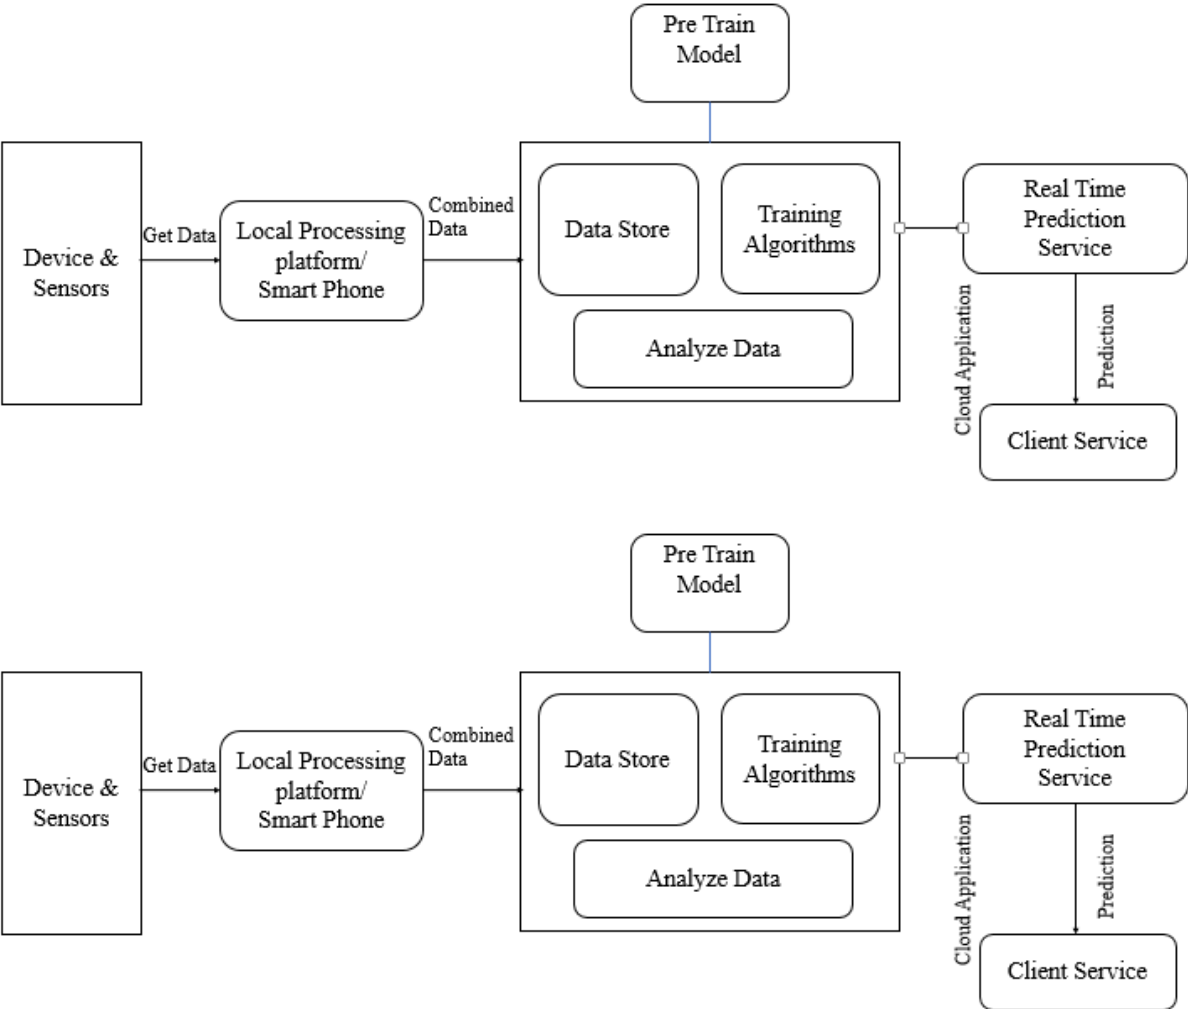 Pre Train
Model
Device &
Sensors
Get Data
Local Processing
platform/
Smart Phone
Combined
Data
Data Store
Training
Algorithms
Analyze Data
Real Time
Prediction
Service
Cloud Application
Prediction
Client Service
Pre Train
Model
Device &
Sensors
Get Data
Local Processing
platform/
Smart Phone
Combined
Data
Data Store
Training
Algorithms
Analyze Data
Real Time
Prediction
Service
Cloud Application
Prediction
Client Service